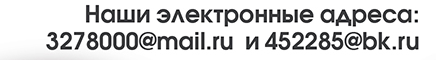 Наши электронные адреса:
3278000@mail.ru и 452285@bk.ru